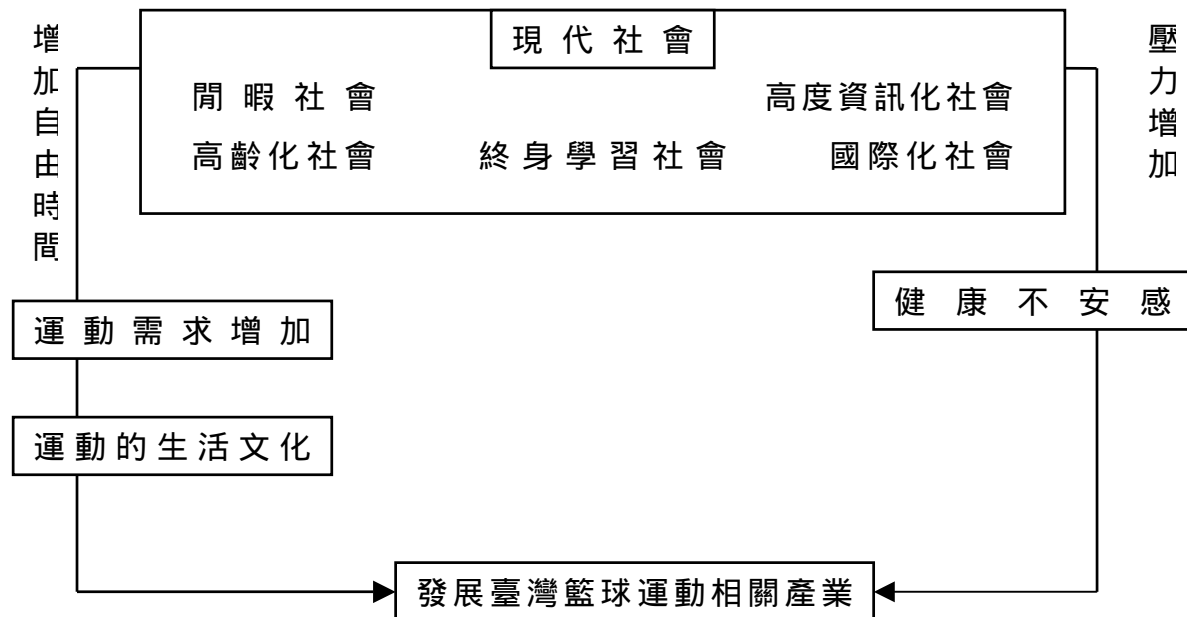 現代社會
增加自由時間
壓力增加
閒暇社會
高度資訊化社會
高齡化社會
終身學習社會
國際化社會
健康不安感
運動需求增加
運動的生活文化
發展臺灣籃球運動相關產業